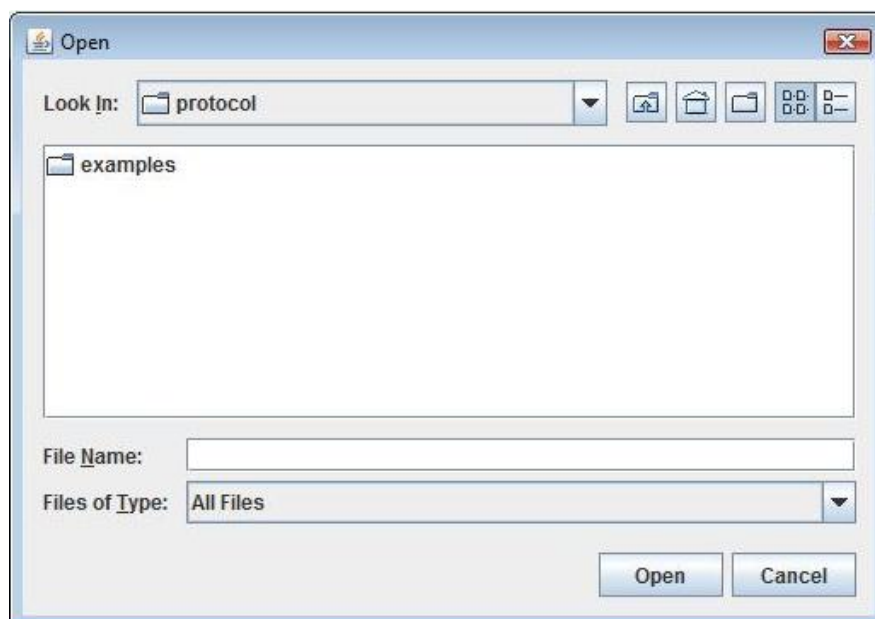 Open
Look In: protocol
examples
File Name:
Files of Type: All Files
Open Cancel